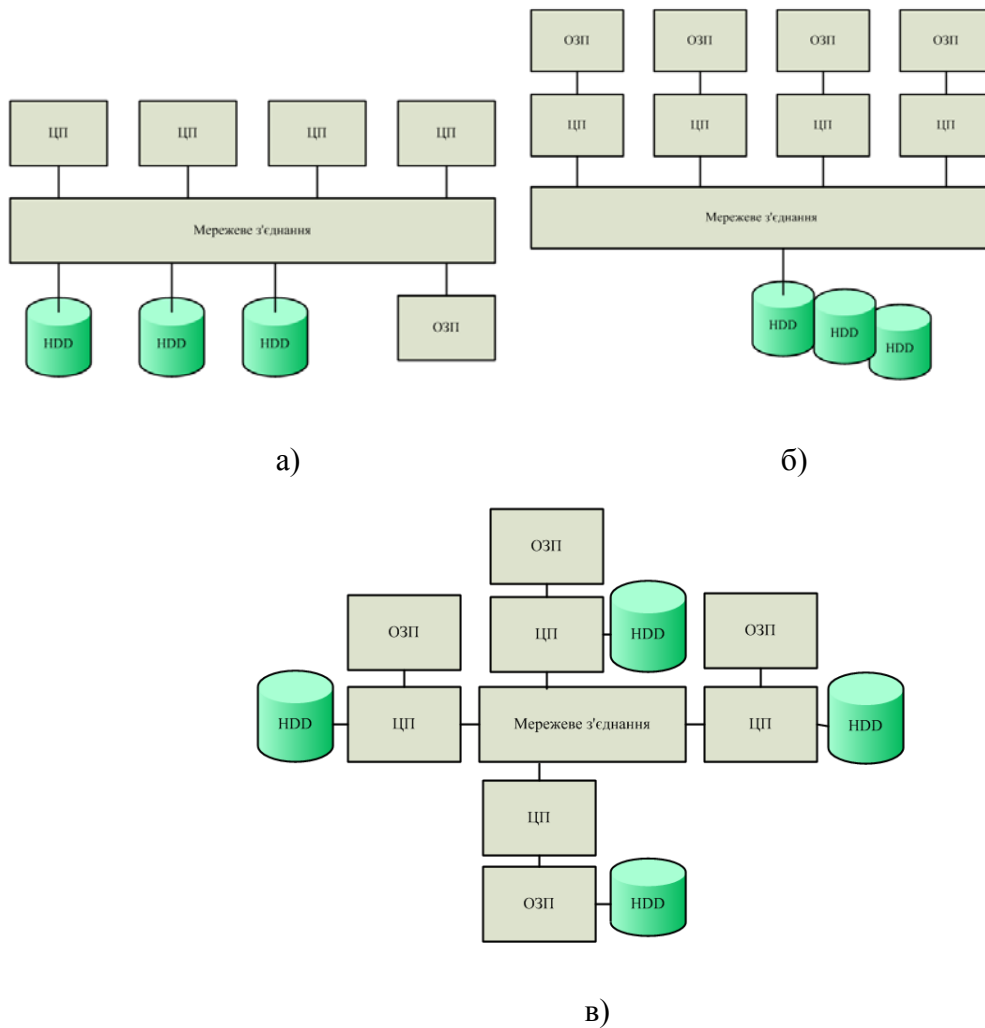 ЦП
ЦП
ЦП
ЦП
Мережеве з'єднання
HDD
HDD
HDD
ОЗП
а)
ОЗП
ОЗП
ОЗП
ОЗП
ЦП
ЦП
ЦП
ЦП
Мережеве з'єднання
HDD
HDD
HDD
б)
ОЗП
ЦП
HDD
ОЗП
ОЗП
HDD
ЦП
Мережеве з'єднання
ЦП
HDD
ЦП
ОЗП
HDD
в)